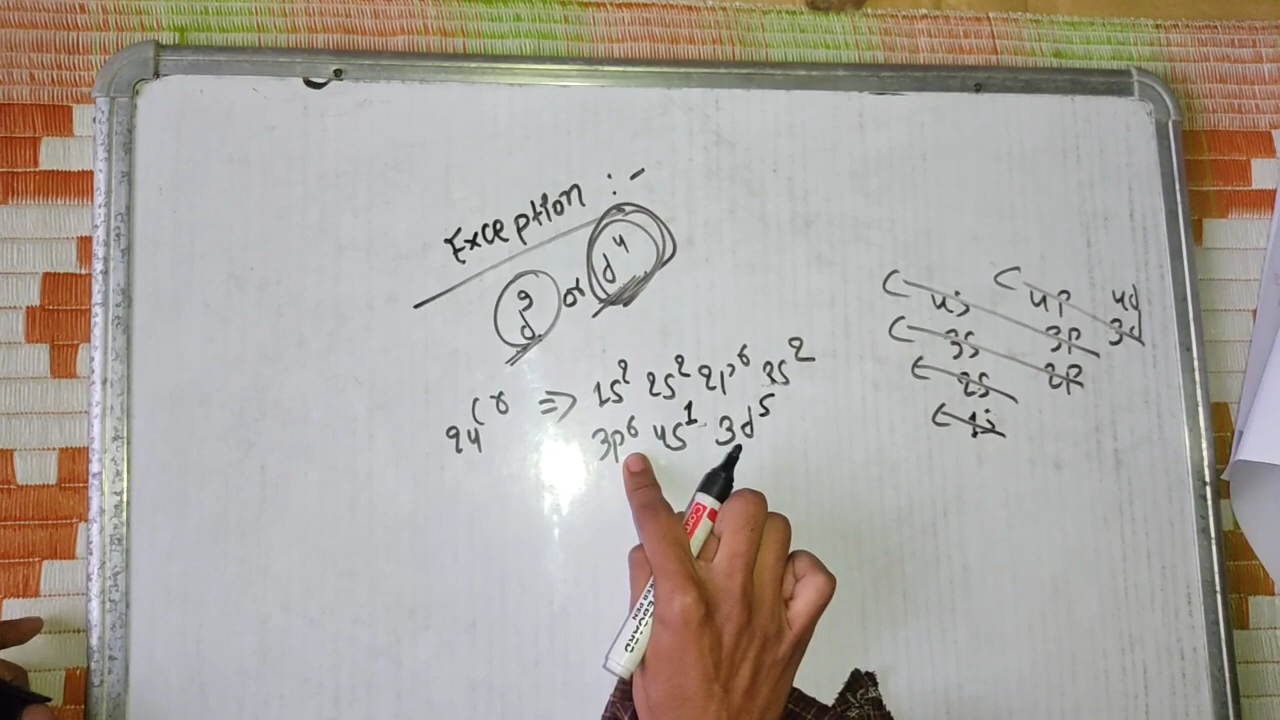 Exception :-
d⁹ or d⁴
24Cr ⇒ 1s² 2s² 2p⁶ 3s²
3p⁶ 4s¹ 3d⁵
4s 4p 4d
3s 3p 3d
2s 2p
1s